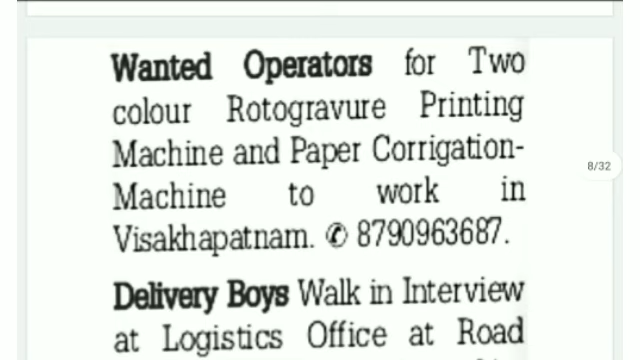 Wanted Operators for Two
colour Rotogravure Printing
Machine and Paper Corrigation-
Machine to work in
Visakhapatnam. ✆ 8790963687.
Delivery Boys Walk in Interview
at Logistics Office at Road
8/32